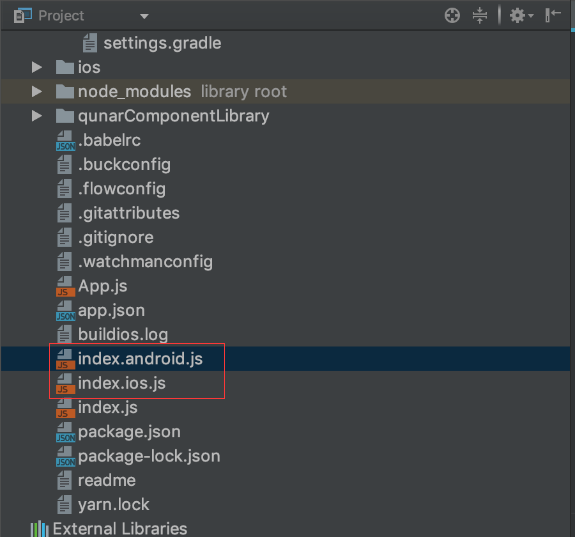 Project
settings.gradle
ios
node_modules library root
qunarComponentLibrary
.babelrc
.buckconfig
.flowconfig
.gitattributes
.gitignore
.watchmanconfig
App.js
app.json
buildios.log
index.android.js
index.ios.js
index.js
package.json
package-lock.json
readme
yarn.lock
External Libraries